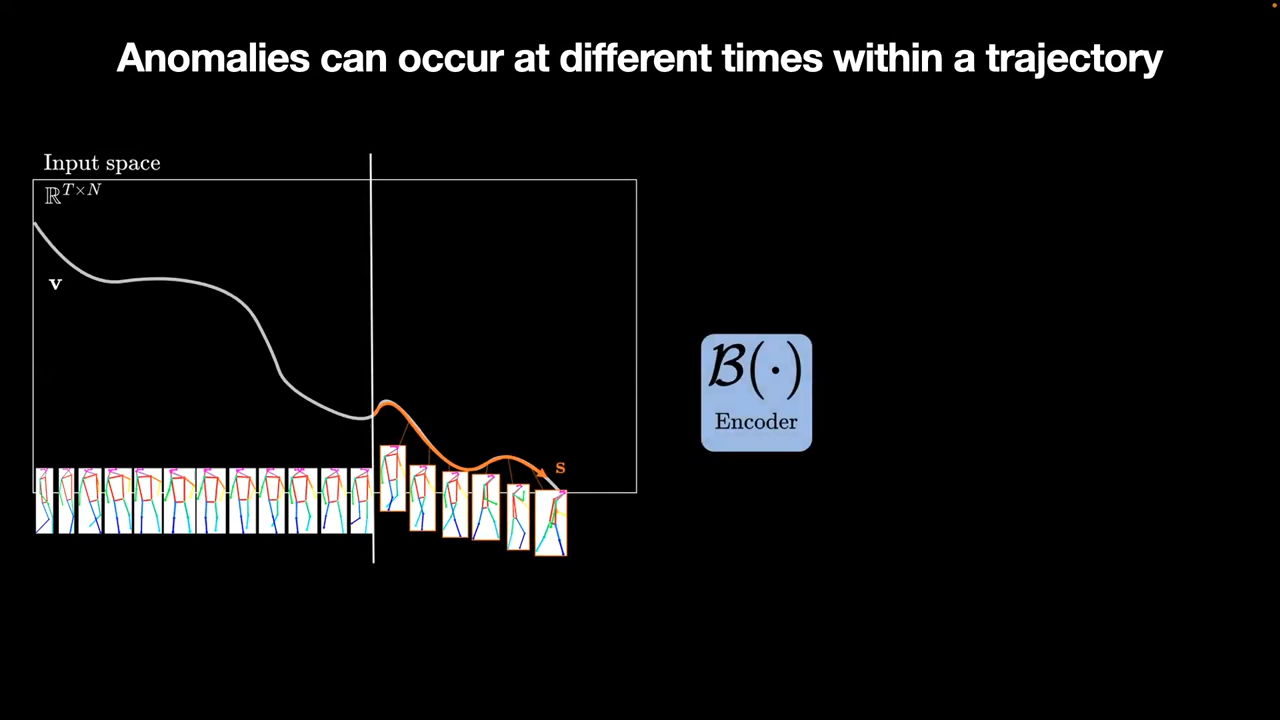 Anomalies can occur at different times within a trajectory
Input space
ℝ^{T×N}
v
ℬ(·)
Encoder
s